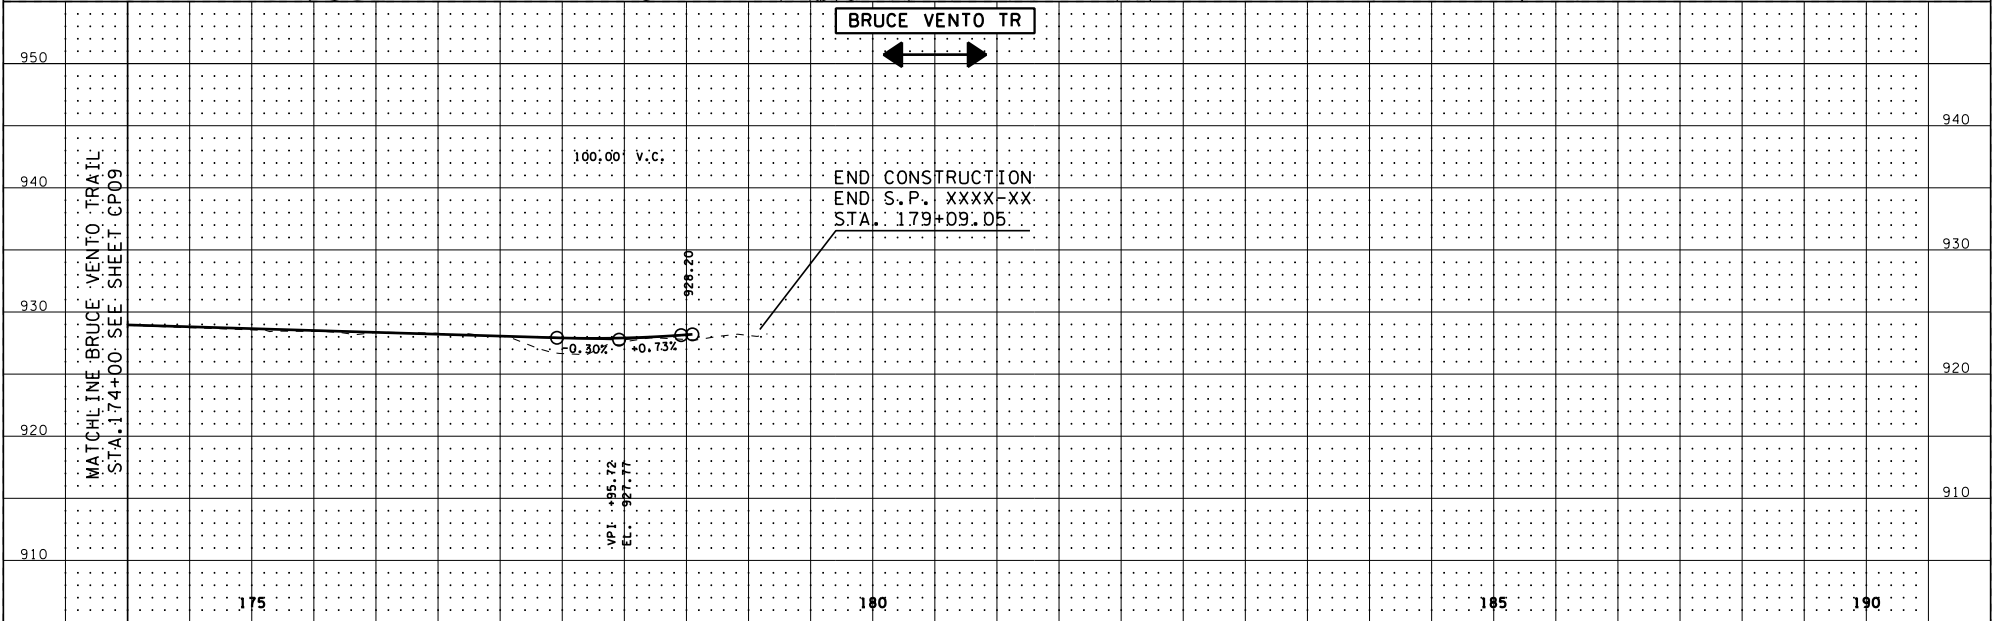 BRUCE VENTO TR
950
940
940
930
930
920
920
910
910
MATCHLINE BRUCE VENTO TRAIL
STA.174+00 SEE SHEET CP09
100.00' V.C.
END CONSTRUCTION
END S.P. XXXX-XX
STA. 179+09.05
928.20
-0.30%
+0.73%
VPI +95.72
EL. 927.77
175
180
185
190